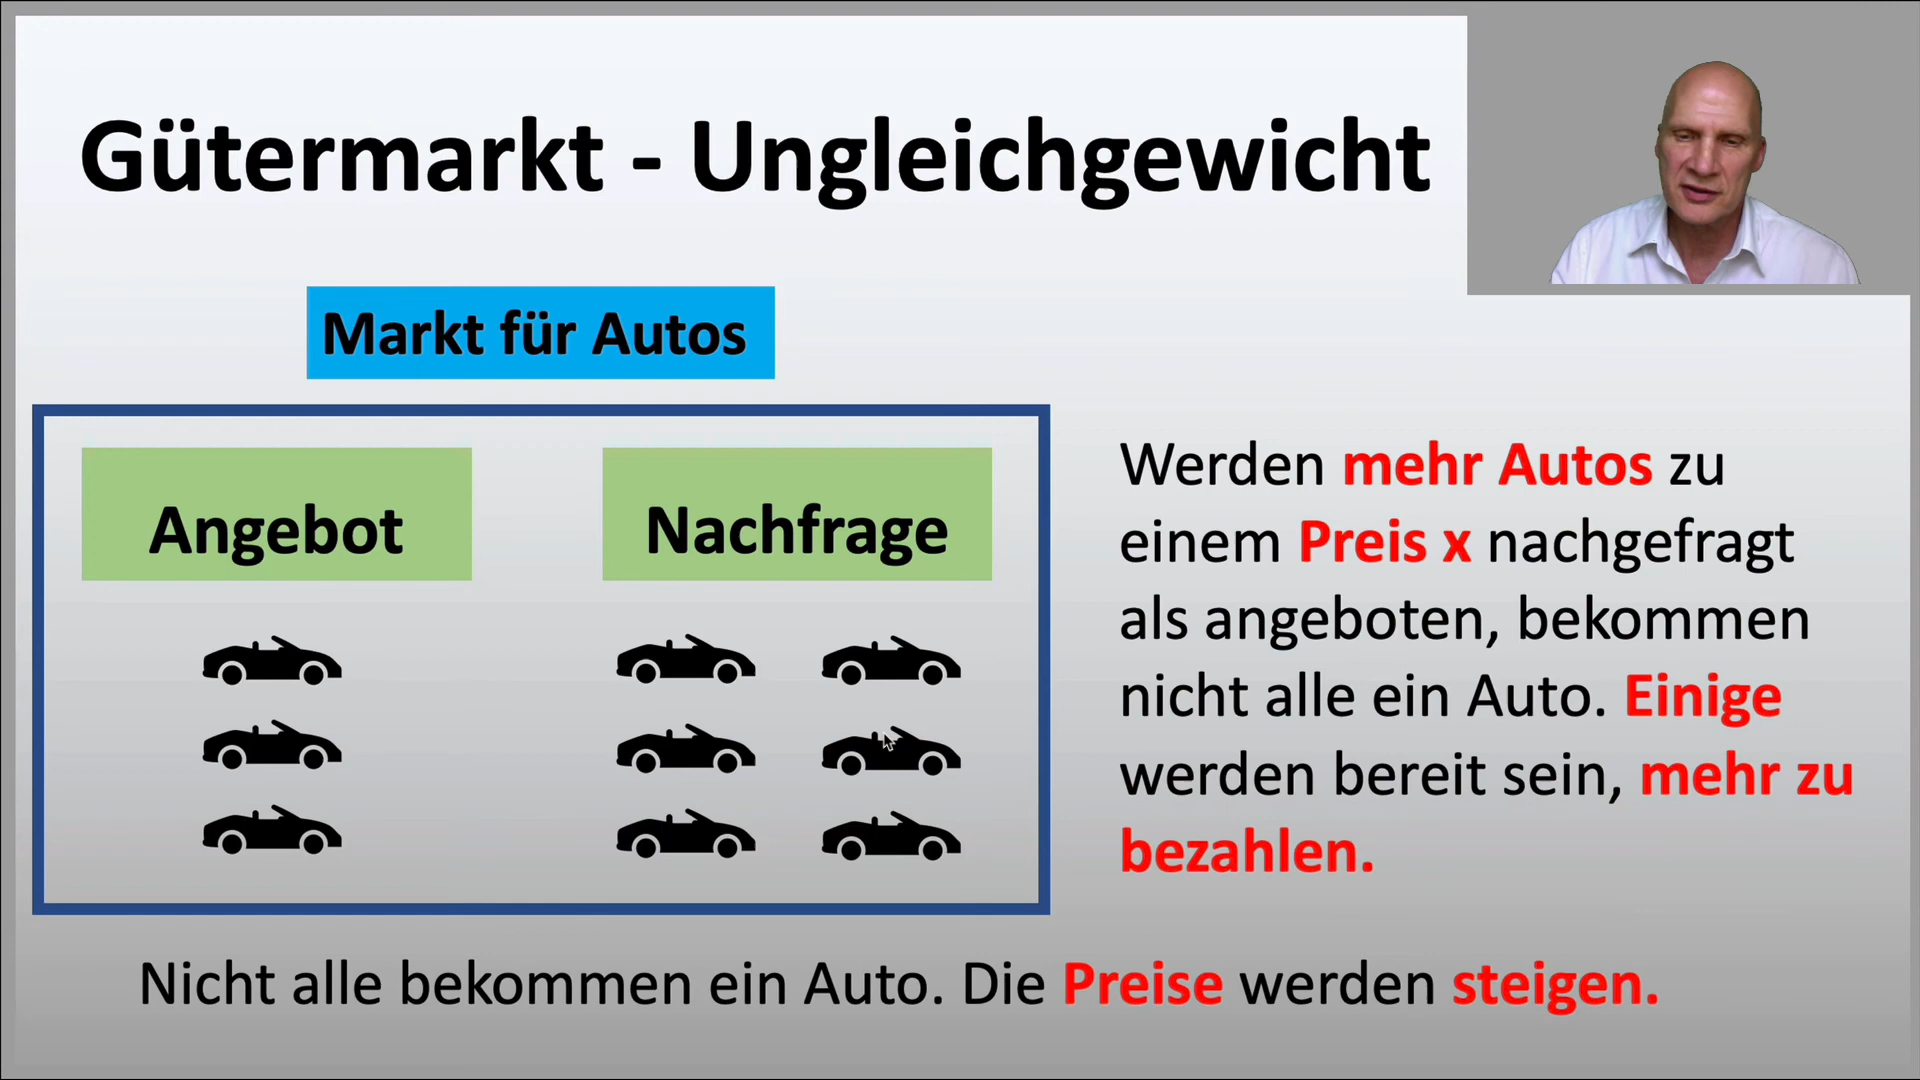 Gütermarkt - Ungleichgewicht
Markt für Autos
Angebot
Nachfrage
Werden mehr Autos zu
einem Preis x nachgefragt
als angeboten, bekommen
nicht alle ein Auto. Einige
werden bereit sein, mehr zu
bezahlen.
Nicht alle bekommen ein Auto. Die Preise werden steigen.